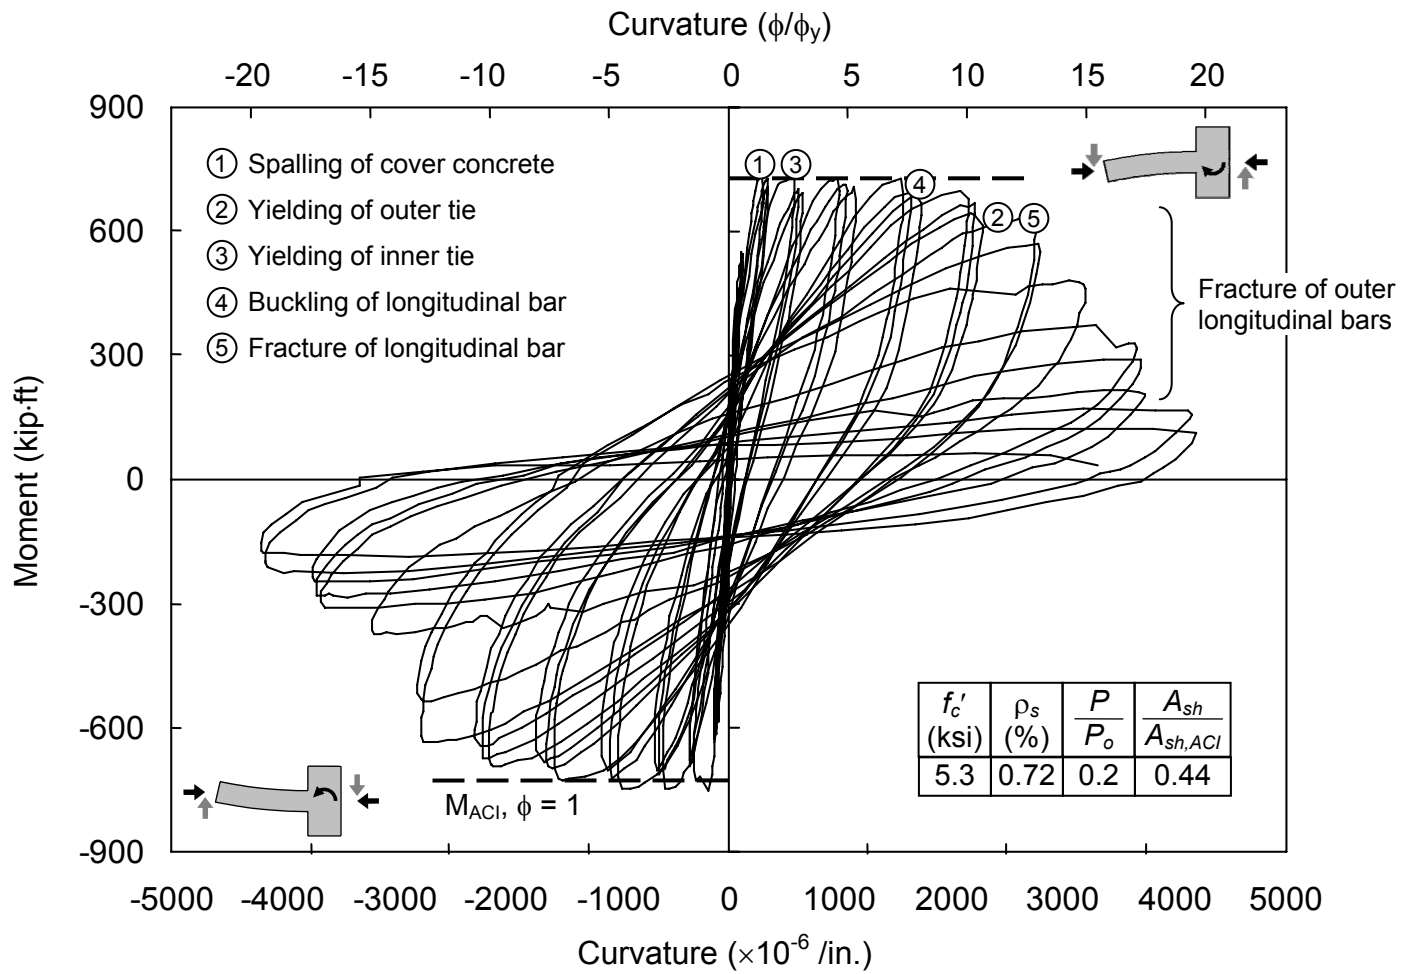 Curvature (ϕ/ϕy)
-20 -15 -10 -5 0 5 10 15 20
900
600
300
0
-300
-600
-900
Moment (kip·ft)
① Spalling of cover concrete
② Yielding of outer tie
③ Yielding of inner tie
④ Buckling of longitudinal bar
⑤ Fracture of longitudinal bar
① ③ ④ ② ⑤
Fracture of outer
longitudinal bars
fc′ (ksi) ρs (%) P/Po Ash/Ash,ACI
5.3 0.72 0.2 0.44
MACI, ϕ = 1
-5000 -4000 -3000 -2000 -1000 0 1000 2000 3000 4000 5000
Curvature (×10-6 /in.)